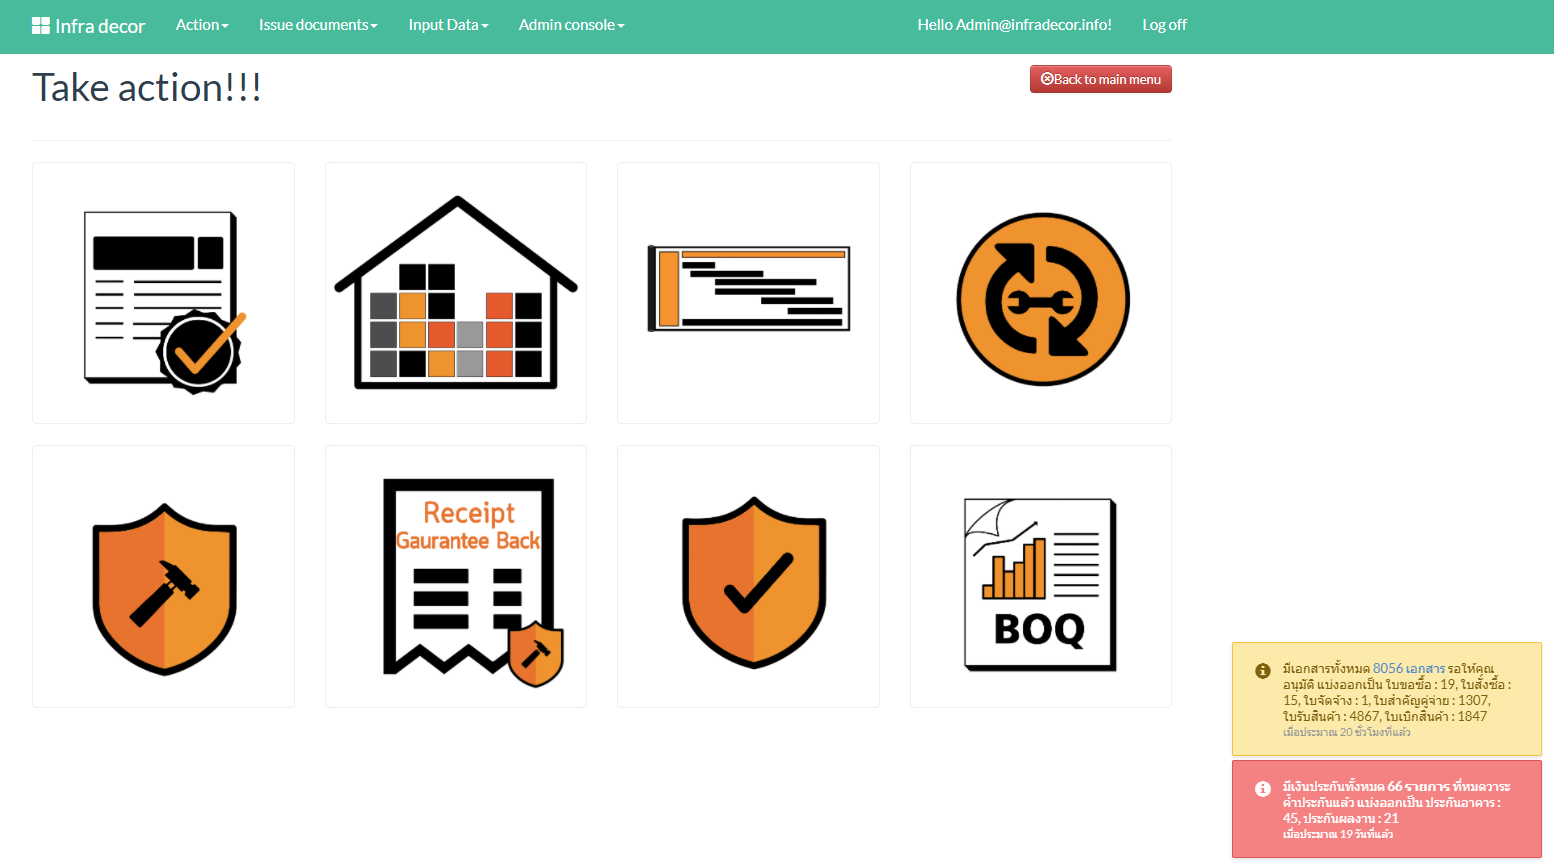 Infra decor Action Issue documents Input Data Admin console Hello Admin@infradecor.info! Log off
Take action!!!
Back to main menu
Receipt
Gaurantee Back
BOQ
มีเอกสารทั้งหมด 8056 เอกสาร รอให้คุณ
อนุมัติ แบ่งออกเป็น ใบขอซื้อ : 19, ใบสั่งซื้อ :
15, ใบจัดจ้าง : 1, ใบสำคัญคู่จ่าย : 1307,
ใบรับสินค้า : 4867, ใบเบิกสินค้า : 1847
เมื่อประมาณ 20 ชั่วโมงที่แล้ว
มีเงินประกันทั้งหมด 66 รายการ ที่หมดวาระ
ค้ำประกันแล้ว แบ่งออกเป็น ประกันอาคาร :
45, ประกันผลงาน : 21
เมื่อประมาณ 19 วันที่แล้ว